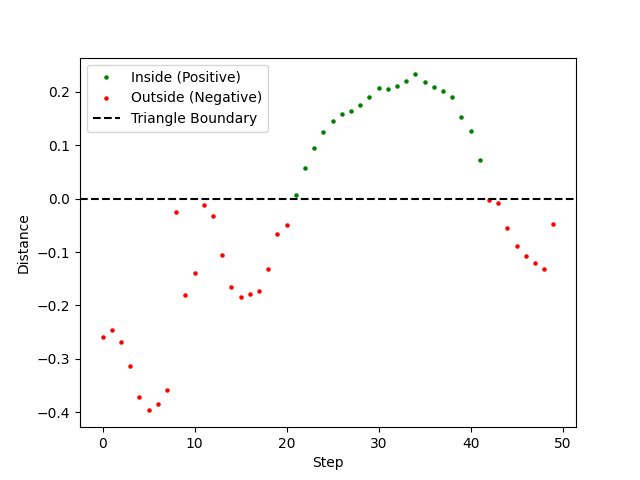 Inside (Positive)
Outside (Negative)
Triangle Boundary
0.2
0.1
0.0
−0.1
−0.2
−0.3
−0.4
Distance
0 10 20 30 40 50
Step